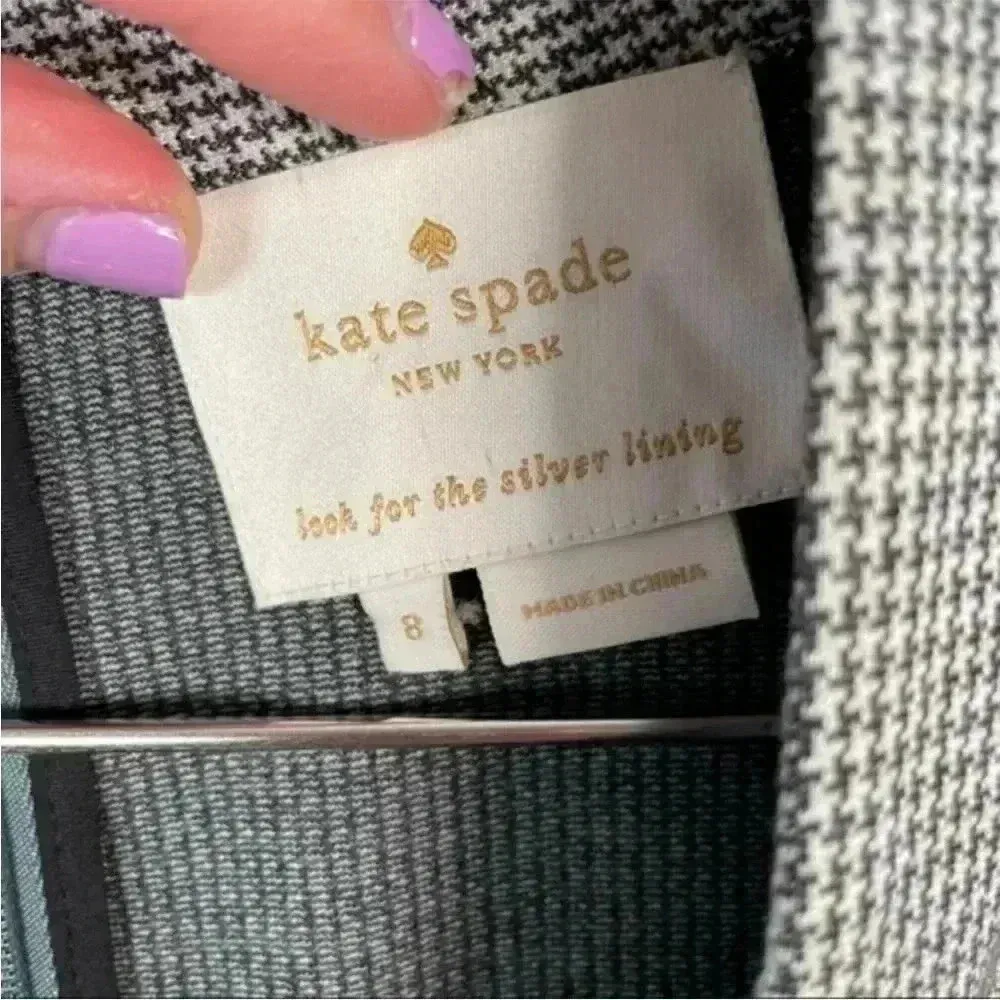 kate spade
NEW YORK
look for the silver lining
8
MADE IN CHINA